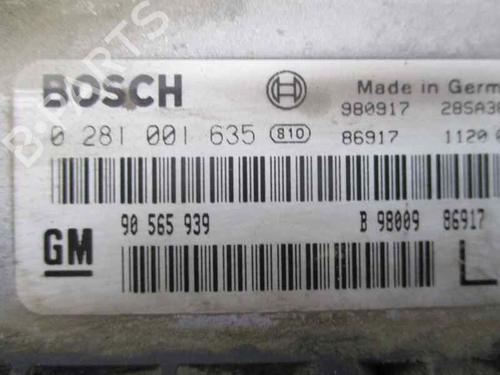 BOSCH Made in Germ
980917 28SA3
0 281 001 635 810 86917 1120
90 565 939 B 98009 86917
GM L
B-PARTS